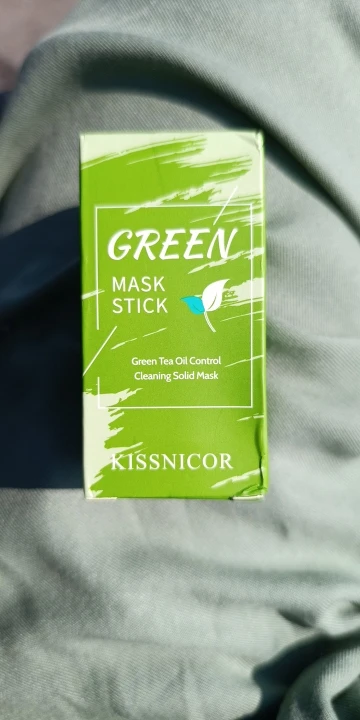 GREEN
MASK
STICK
Green Tea Oil Control
Cleaning Solid Mask
KISSNICOR